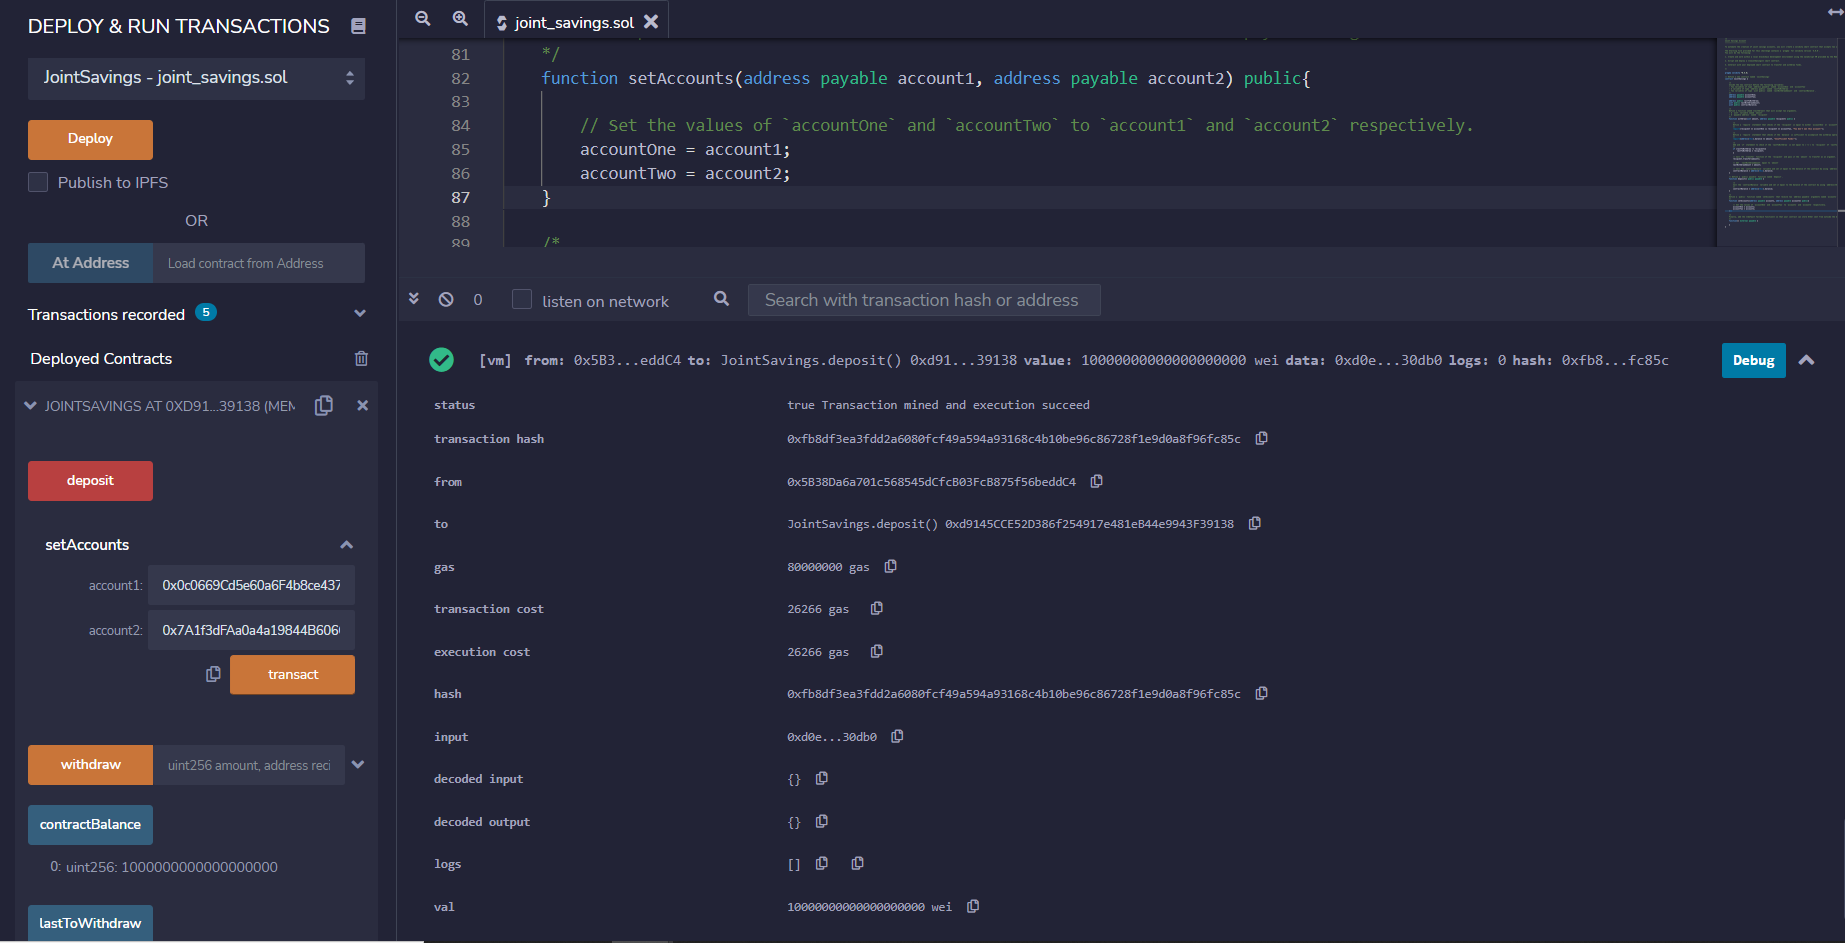 DEPLOY & RUN TRANSACTIONS
JointSavings - joint_savings.sol
Deploy
Publish to IPFS
OR
At Address Load contract from Address
Transactions recorded 5
Deployed Contracts
JOINTSAVINGS AT 0XD91...39138 (MEM
deposit
setAccounts
account1: 0x0c0669Cd5e60a6F4b8ce437
account2: 0x7A1f3dFAa0a4a19844B606
transact
withdraw uint256 amount, address reci
contractBalance
0: uint256: 1000000000000000000
lastToWithdraw
joint_savings.sol
81 */
82 function setAccounts(address payable account1, address payable account2) public{
83
84 // Set the values of `accountOne` and `accountTwo` to `account1` and `account2` respectively.
85 accountOne = account1;
86 accountTwo = account2;
87 }
88
89 /*
0 listen on network Search with transaction hash or address
[vm] from: 0x5B3...eddC4 to: JointSavings.deposit() 0xd91...39138 value: 10000000000000000000 wei data: 0xd0e...30db0 logs: 0 hash: 0xfb8...fc85c Debug
status true Transaction mined and execution succeed
transaction hash 0xfb8df3ea3fdd2a6080fcf49a594a93168c4b10be96c86728f1e9d0a8f96fc85c
from 0x5B38Da6a701c568545dCfcB03FcB875f56beddC4
to JointSavings.deposit() 0xd9145CCE52D386f254917e481eB44e9943F39138
gas 80000000 gas
transaction cost 26266 gas
execution cost 26266 gas
hash 0xfb8df3ea3fdd2a6080fcf49a594a93168c4b10be96c86728f1e9d0a8f96fc85c
input 0xd0e...30db0
decoded input {}
decoded output {}
logs []
val 10000000000000000000 wei